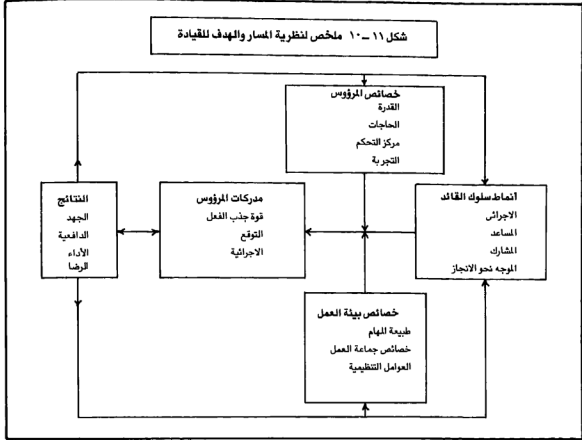 شكل ١١ – ١٠ ملخص لنظرية المسار والهدف للقيادة
خصائص المرؤوس
القدرة
الحاجات
مركز التحكم
التجربة
أنماط سلوك القائد
الاجرائى
المساعد
المشارك
الموجه نحو الانجاز
مدركات المرؤوس
قوة جذب الفعل
التوقع
الاجرائية
النتائج
الجهد
الدافعية
الأداء
الرضا
خصائص بيئة العمل
طبيعة المهام
خصائص جماعة العمل
العوامل التنظيمية